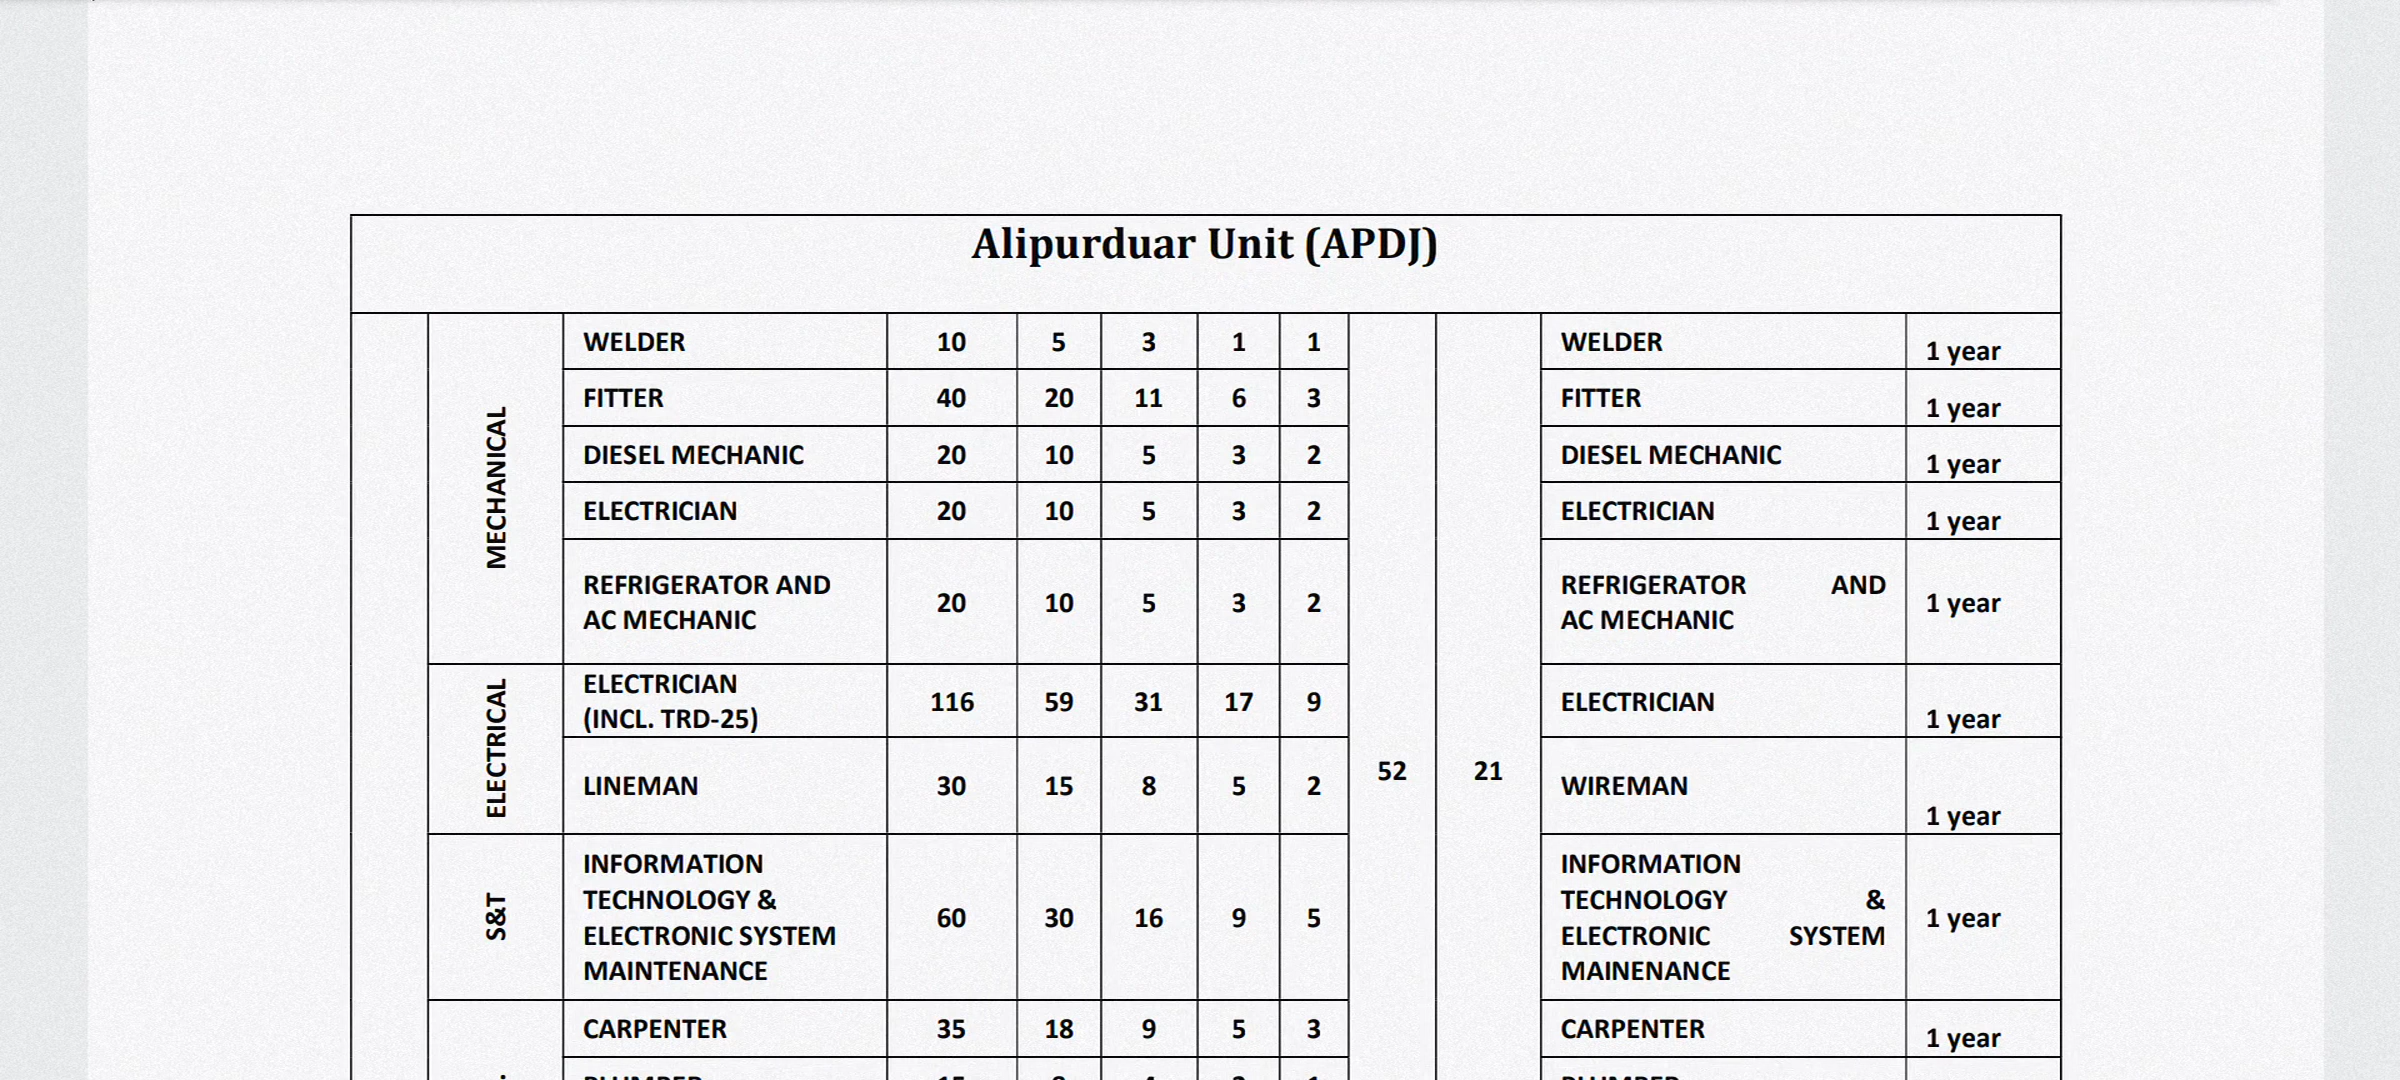 Alipurduar Unit (APDJ)
MECHANICAL
WELDER 10 5 3 1 1 WELDER 1 year
FITTER 40 20 11 6 3 FITTER 1 year
DIESEL MECHANIC 20 10 5 3 2 DIESEL MECHANIC 1 year
ELECTRICIAN 20 10 5 3 2 ELECTRICIAN 1 year
REFRIGERATOR AND REFRIGERATOR AND
AC MECHANIC 20 10 5 3 2 AC MECHANIC 1 year
ELECTRICAL
ELECTRICIAN
(INCL. TRD-25) 116 59 31 17 9 ELECTRICIAN 1 year
52 21
LINEMAN 30 15 8 5 2 WIREMAN 1 year
S&T
INFORMATION INFORMATION
TECHNOLOGY & TECHNOLOGY &
ELECTRONIC SYSTEM 60 30 16 9 5 ELECTRONIC SYSTEM 1 year
MAINTENANCE MAINENANCE
CARPENTER 35 18 9 5 3 CARPENTER 1 year